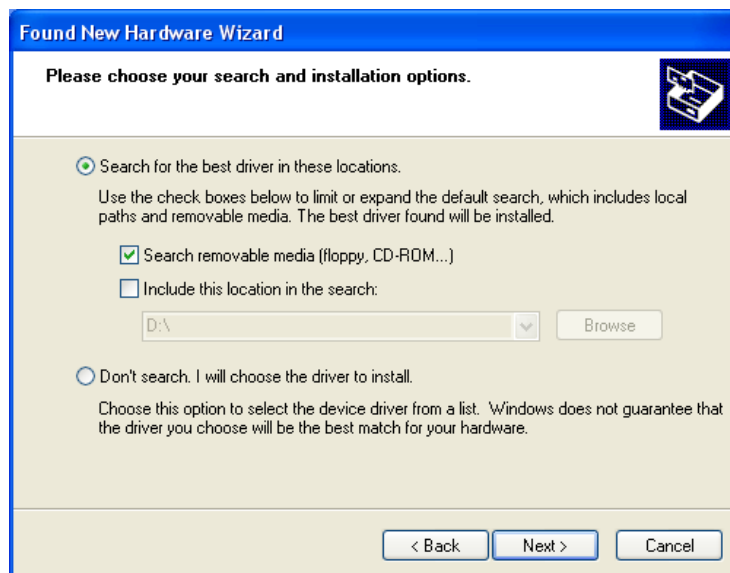 Found New Hardware Wizard
Please choose your search and installation options.
Search for the best driver in these locations.
Use the check boxes below to limit or expand the default search, which includes local
paths and removable media. The best driver found will be installed.
Search removable media (floppy, CD-ROM...)
Include this location in the search:
D:\
Browse
Don't search. I will choose the driver to install.
Choose this option to select the device driver from a list.  Windows does not guarantee that
the driver you choose will be the best match for your hardware.
< Back
Next >
Cancel